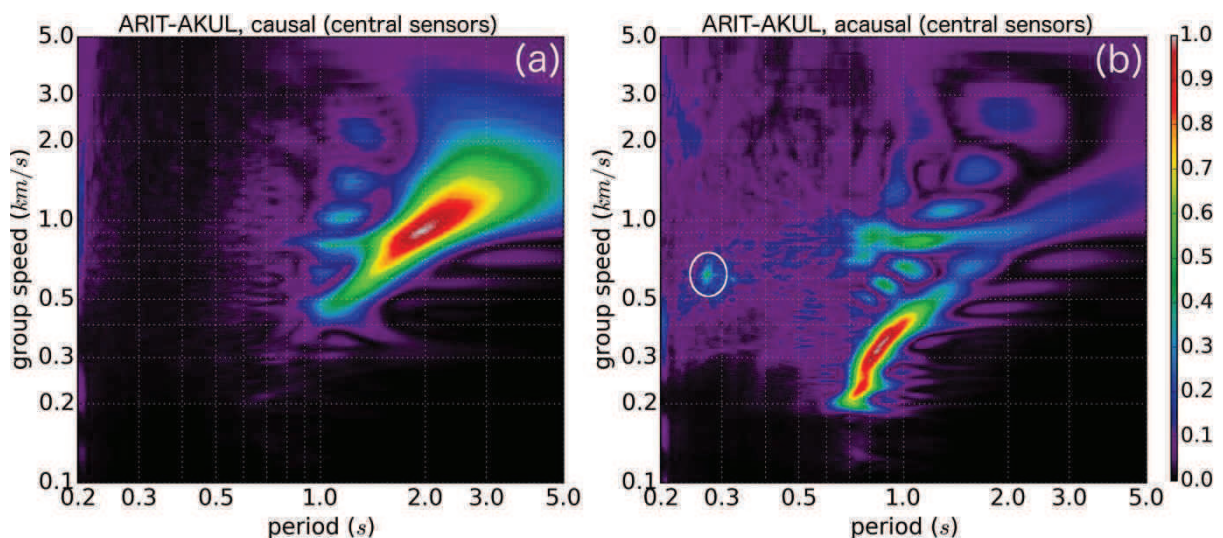 ARIT-AKUL, causal (central sensors)
(a)
5.0
3.0
2.0
1.0
0.5
0.3
0.2
0.1
group speed (km/s)
0.2 0.3 0.5 1.0 2.0 3.0 5.0
period (s)
ARIT-AKUL, acausal (central sensors)
(b)
5.0
3.0
2.0
1.0
0.5
0.3
0.2
0.1
group speed (km/s)
0.2 0.3 0.5 1.0 2.0 3.0 5.0
period (s)
1.0
0.9
0.8
0.7
0.6
0.5
0.4
0.3
0.2
0.1
0.0